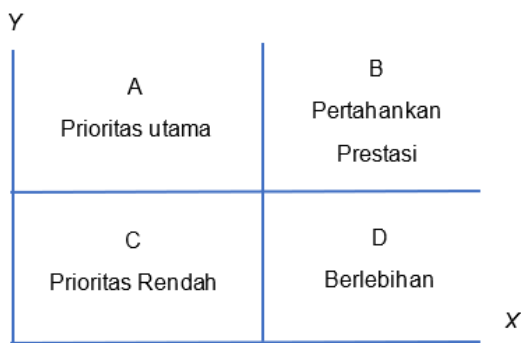 Y
A
Prioritas utama
B
Pertahankan
Prestasi
C
Prioritas Rendah
D
Berlebihan
X